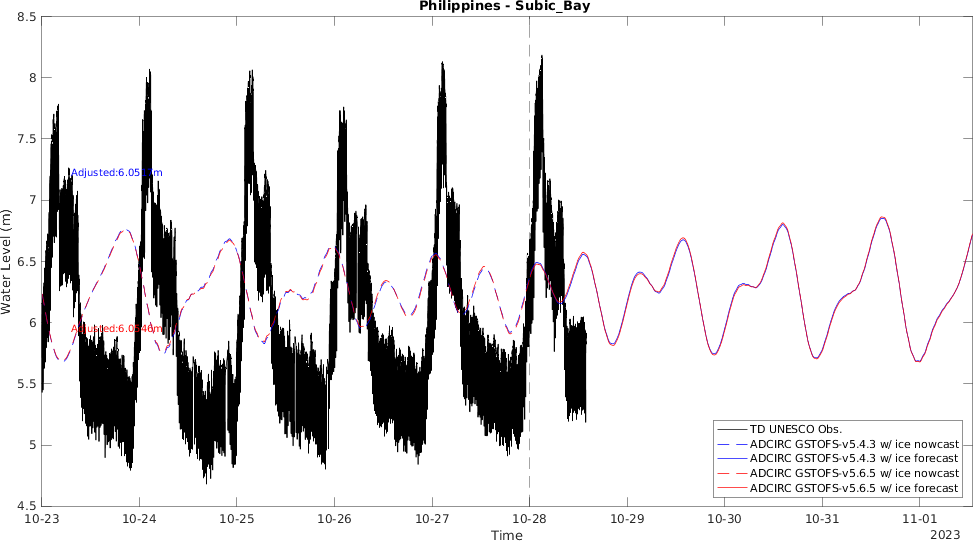 Philippines - Subic_Bay
8.5
8
7.5
7
6.5
6
5.5
5
4.5
Water Level (m)
TD UNESCO Obs.
ADCIRC GSTOFS-v5.4.3 w/ ice nowcast
ADCIRC GSTOFS-v5.4.3 w/ ice forecast
ADCIRC GSTOFS-v5.6.5 w/ ice nowcast
ADCIRC GSTOFS-v5.6.5 w/ ice forecast
10-23 10-24 10-25 10-26 10-27 10-28 10-29 10-30 10-31 11-01
Time
2023